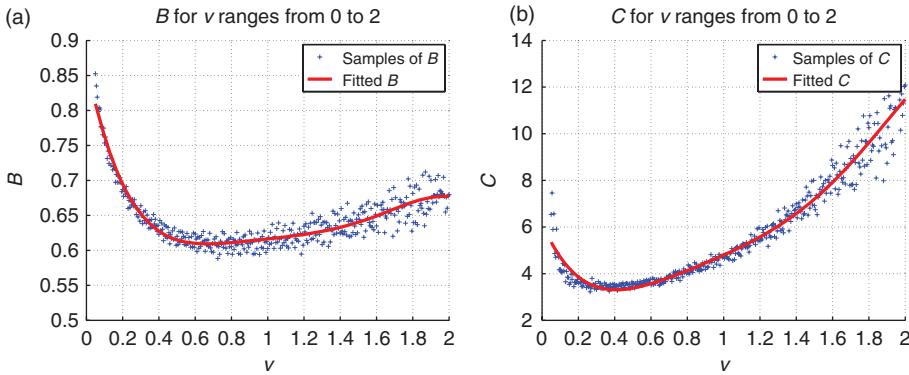 (a)
B for v ranges from 0 to 2
0.9
0.85
0.8
0.75
0.7
0.65
0.6
0.55
0.5
B
0 0.2 0.4 0.6 0.8 1 1.2 1.4 1.6 1.8 2
v
Samples of B
Fitted B
(b)
C for v ranges from 0 to 2
14
12
10
8
6
4
2
C
0 0.2 0.4 0.6 0.8 1 1.2 1.4 1.6 1.8 2
v
Samples of C
Fitted C